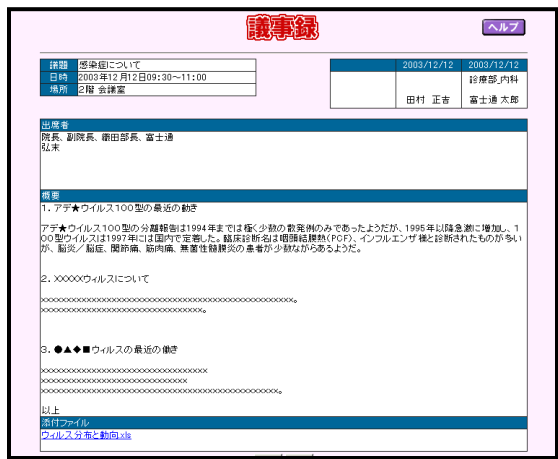 議事録
ヘルプ
議題 感染症について
日時 2003年12月12日09:30～11:00
場所 2階 会議室
2003/12/12 2003/12/12
診療部_内科
田村 正吉 富士通 太郎
出席者
院長、副院長、織田部長、富士通
弘末
概要
1. アデ★ウイルス100型の最近の動き
アデ★ウイルス100型の分離報告は1994年までは極く少数の散発例のみであったようだが、1995年以降急激に増加し、1
00型ウイルスは1997年には国内で定着した。臨床診断名は咽頭結膜熱(PCF)、インフルエンザ様と診断されたものが多い
が、脳炎／脳症、関節痛、筋肉痛、無菌性髄膜炎の患者が少数ながらあるようだ。
2. XXXXXウィルスについて
xxxxxxxxxxxxxxxxxxxxxxxxxxxxxxxxxxxxxxxxxxxxxxxxxx。
xxxxxxxxxxxxxxxxxxxxxxxxxxxxxxxx。
3. ●▲◆■ウィルスの最近の働き
xxxxxxxxxxxxxxxxxxxxxxxxxxxxxxxxx
xxxxxxxxxxxxxxxxxxxxxxxxxxxxx
xxxxxxxxxxxxxxxxxxxxxxxxxxxxxxxxxxxxxxxxxxxxxxx。
以上
添付ファイル
ウィルス分布と動向.xls